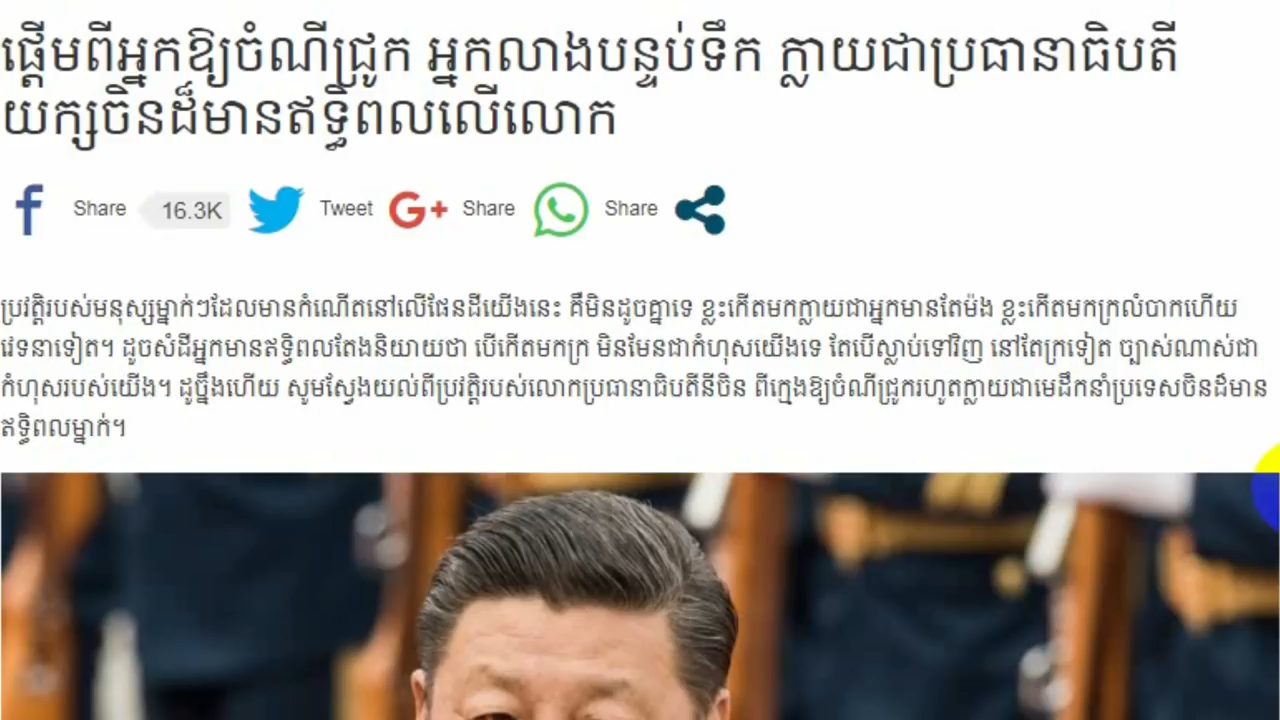 ផ្ដើមពីអ្នកឱ្យចំណីជ្រូក អ្នកលាងបន្ទប់ទឹក ក្លាយជាប្រធានាធិបតី
យក្សចិនដ៏មានឥទ្ធិពលលើលោក
Share 16.3K Tweet G+ Share Share
ប្រវត្តិរបស់មនុស្សម្នាក់ៗដែលមានកំណើតនៅលើផែនដីយើងនេះ គឺមិនដូចគ្នាទេ ខ្លះកើតមកក្លាយជាអ្នកមានតែម៉ង ខ្លះកើតមកក្រលំបាកហើយ
វេទនាទៀត។ ដូចសំដីអ្នកមានឥទ្ធិពលតែងនិយាយថា បើកើតមកក្រ មិនមែនជាកំហុសយើងទេ តែបើស្លាប់ទៅវិញ នៅតែក្រទៀត ច្បាស់ណាស់ជា
កំហុសរបស់យើង។ ដូច្នឹងហើយ សូមស្វែងយល់ពីប្រវត្តិរបស់លោកប្រធានាធិបតីនីចិន ពីក្មេងឱ្យចំណីជ្រូករហូតក្លាយជាមេដឹកនាំប្រទេសចិនដ៏មាន
ឥទ្ធិពលម្នាក់។